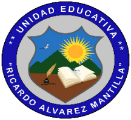 ** UNIDAD EDUCATIVA **
"RICARDO ALVAREZ MANTILLA"